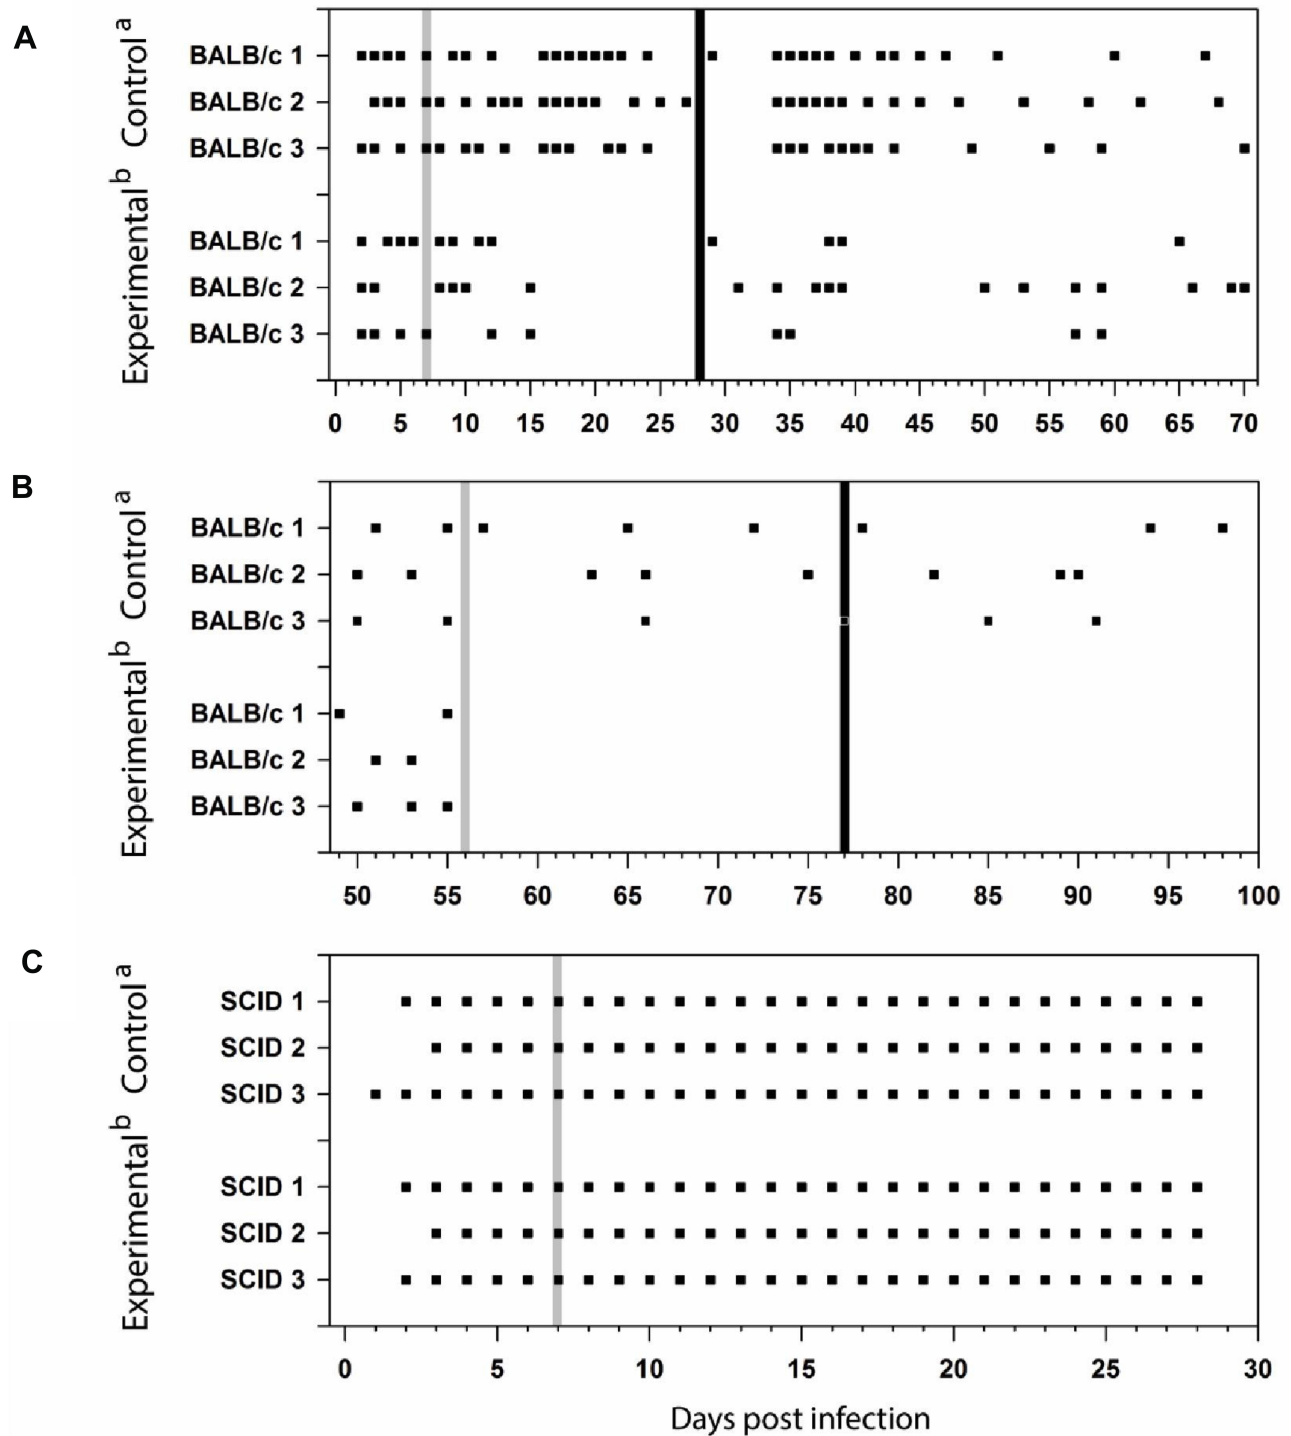 A
Control a
BALB/c 1
BALB/c 2
BALB/c 3
Experimental b
BALB/c 1
BALB/c 2
BALB/c 3
0 5 10 15 20 25 30 35 40 45 50 55 60 65 70
B
Control a
BALB/c 1
BALB/c 2
BALB/c 3
Experimental b
BALB/c 1
BALB/c 2
BALB/c 3
50 55 60 65 70 75 80 85 90 95 100
C
Control a
SCID 1
SCID 2
SCID 3
Experimental b
SCID 1
SCID 2
SCID 3
0 5 10 15 20 25 30
Days post infection